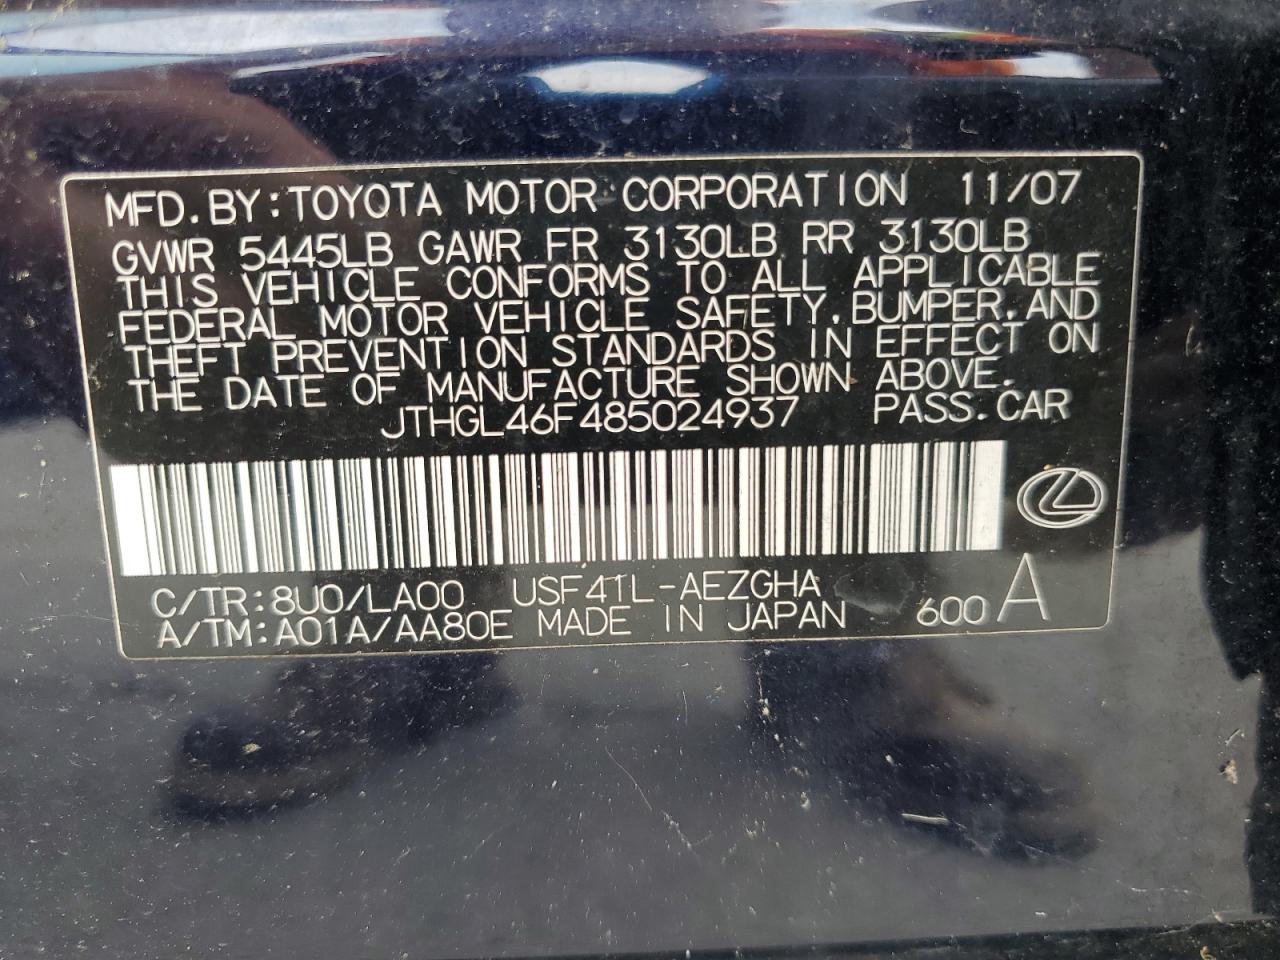 MFD.BY:TOYOTA MOTOR CORPORATION 11/07
GVWR 5445LB GAWR FR 3130LB RR 3130LB
THIS VEHICLE CONFORMS TO ALL APPLICABLE
FEDERAL MOTOR VEHICLE SAFETY,BUMPER,AND
THEFT PREVENTION STANDARDS IN EFFECT ON
THE DATE OF MANUFACTURE SHOWN ABOVE.
JTHGL46F485024937 PASS.CAR
C/TR:8U0/LA00 USF41L-AEZGHA
A/TM:A01A/AA80E MADE IN JAPAN 600 A